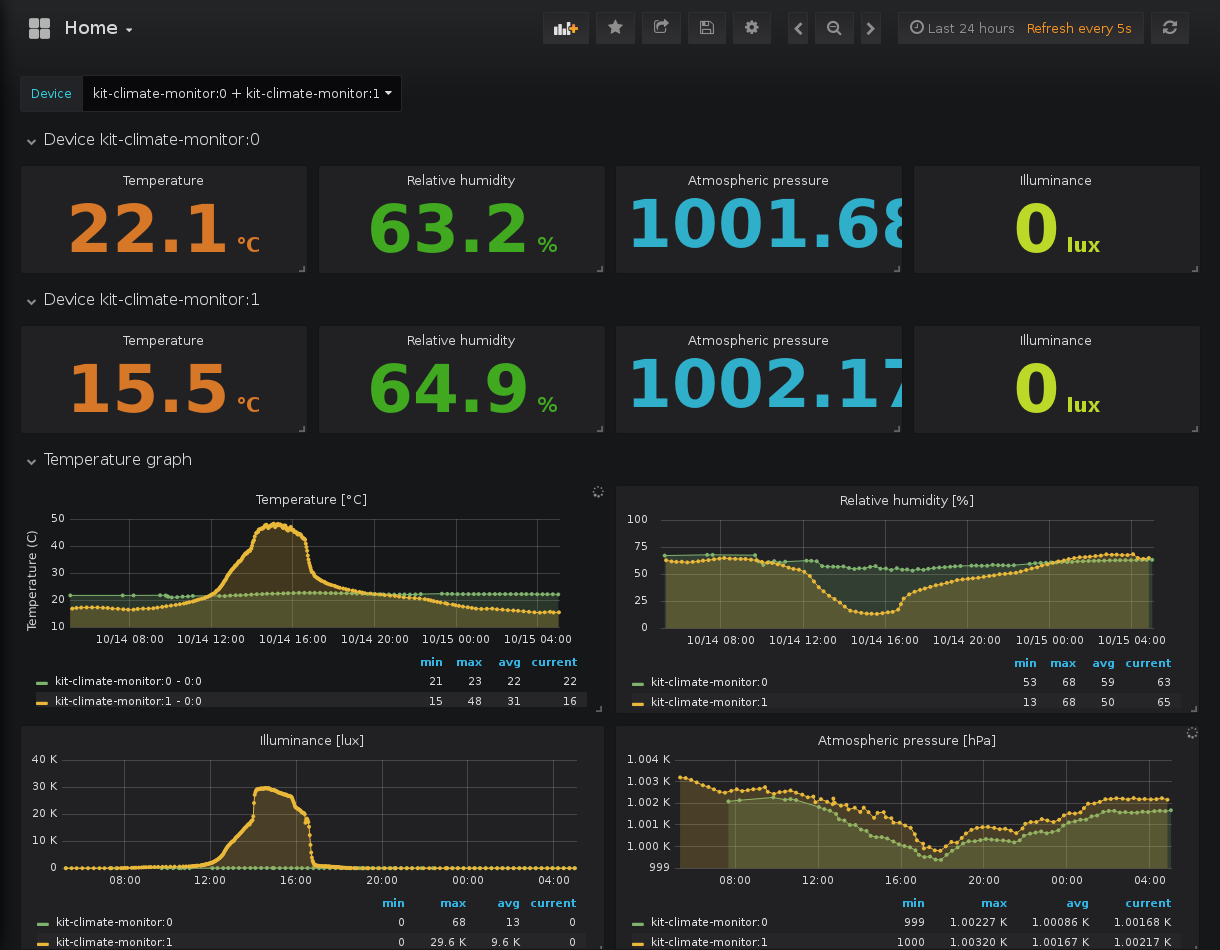 Home
Last 24 hours Refresh every 5s
Device kit-climate-monitor:0 + kit-climate-monitor:1
Device kit-climate-monitor:0
Temperature Relative humidity Atmospheric pressure Illuminance
22.1 °C 63.2 % 1001.68 0 lux
Device kit-climate-monitor:1
Temperature Relative humidity Atmospheric pressure Illuminance
15.5 °C 64.9 % 1002.17 0 lux
Temperature graph
Temperature [°C]
Temperature (C)
50
40
30
20
10
10/14 08:00 10/14 12:00 10/14 16:00 10/14 20:00 10/15 00:00 10/15 04:00
min max avg current
kit-climate-monitor:0 - 0:0 21 23 22 22
kit-climate-monitor:1 - 0:0 15 48 31 16
Relative humidity [%]
100
75
50
25
0
10/14 08:00 10/14 12:00 10/14 16:00 10/14 20:00 10/15 00:00 10/15 04:00
min max avg current
kit-climate-monitor:0 53 68 59 63
kit-climate-monitor:1 13 68 50 65
Illuminance [lux]
40 K
30 K
20 K
10 K
0
08:00 12:00 16:00 20:00 00:00 04:00
min max avg current
kit-climate-monitor:0 0 68 13 0
kit-climate-monitor:1 0 29.6 K 9.6 K 0
Atmospheric pressure [hPa]
1.004 K
1.003 K
1.002 K
1.001 K
1.000 K
999
08:00 12:00 16:00 20:00 00:00 04:00
min max avg current
kit-climate-monitor:0 999 1.00227 K 1.00086 K 1.00168 K
kit-climate-monitor:1 1000 1.00320 K 1.00167 K 1.00217 K